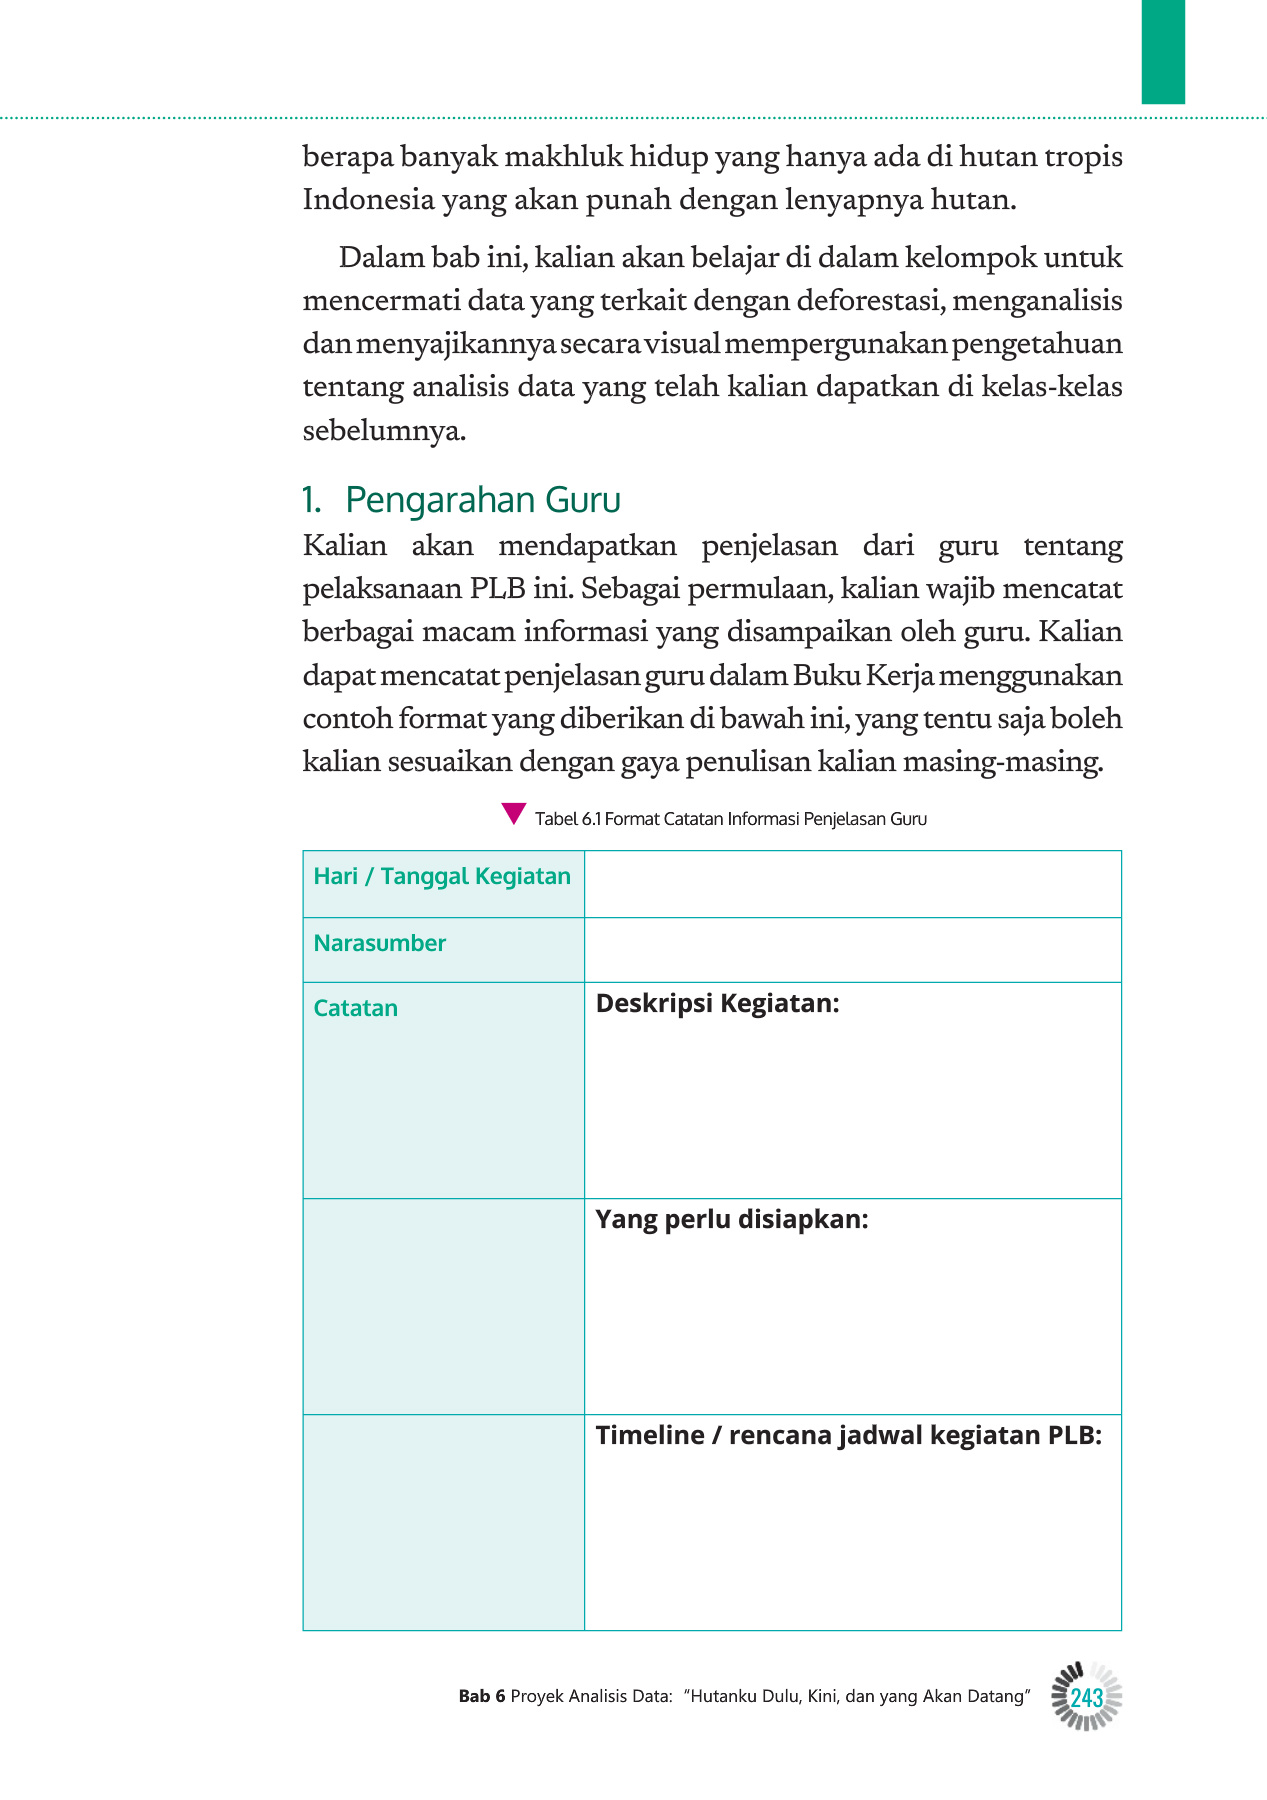 berapa banyak makhluk hidup yang hanya ada di hutan tropis
Indonesia yang akan punah dengan lenyapnya hutan.
Dalam bab ini, kalian akan belajar di dalam kelompok untuk
mencermati data yang terkait dengan deforestasi, menganalisis
dan menyajikannya secara visual mempergunakan pengetahuan
tentang analisis data yang telah kalian dapatkan di kelas-kelas
sebelumnya.
1. Pengarahan Guru
Kalian akan mendapatkan penjelasan dari guru tentang
pelaksanaan PLB ini. Sebagai permulaan, kalian wajib mencatat
berbagai macam informasi yang disampaikan oleh guru. Kalian
dapat mencatat penjelasan guru dalam Buku Kerja menggunakan
contoh format yang diberikan di bawah ini, yang tentu saja boleh
kalian sesuaikan dengan gaya penulisan kalian masing-masing.
Tabel 6.1 Format Catatan Informasi Penjelasan Guru
Hari / Tanggal Kegiatan
Narasumber
Catatan
Deskripsi Kegiatan:
Yang perlu disiapkan:
Timeline / rencana jadwal kegiatan PLB:
Bab 6 Proyek Analisis Data: “Hutanku Dulu, Kini, dan yang Akan Datang”
243